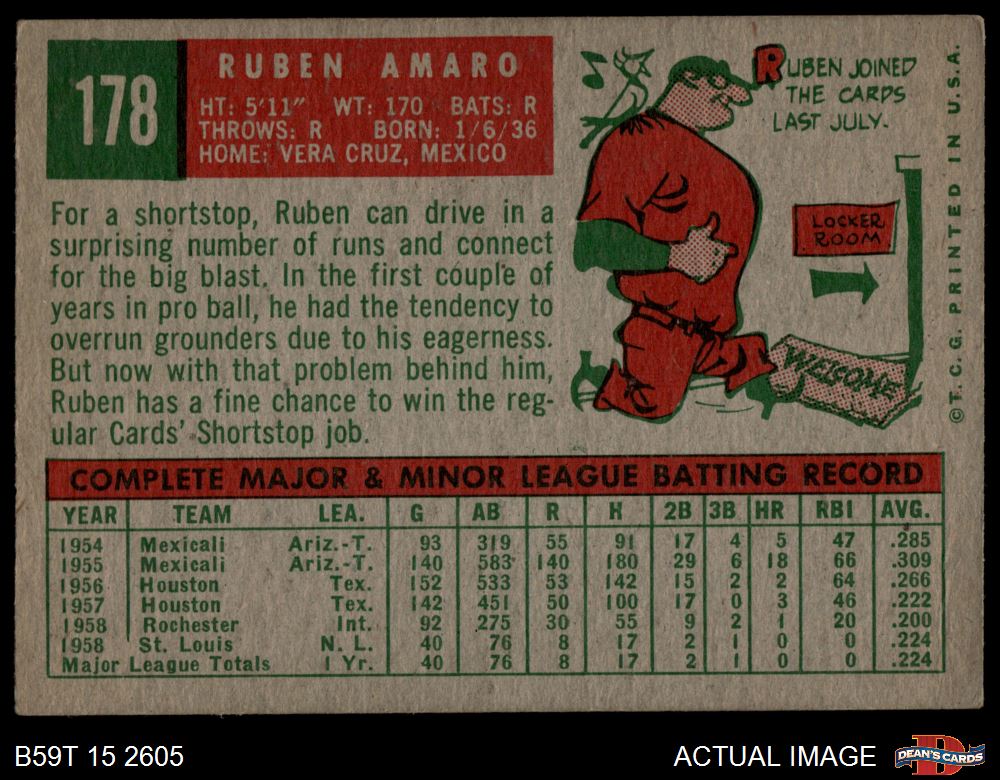 178
RUBEN AMARO
HT: 5'11" WT: 170 BATS: R
THROWS: R BORN: 1/6/36
HOME: VERA CRUZ, MEXICO
RUBEN JOINED
THE CARDS
LAST JULY.
LOCKER
ROOM
WELCOME
© T. C. G. PRINTED IN U.S.A.
For a shortstop, Ruben can drive in a
surprising number of runs and connect
for the big blast. In the first couple of
years in pro ball, he had the tendency to
overrun grounders due to his eagerness.
But now with that problem behind him,
Ruben has a fine chance to win the reg-
ular Cards' Shortstop job.
COMPLETE MAJOR & MINOR LEAGUE BATTING RECORD
YEAR TEAM LEA. G AB R H 2B 3B HR RBI AVG.
1954 Mexicali Ariz.-T. 93 319 55 91 17 4 5 47 .285
1955 Mexicali Ariz.-T. 140 583 140 180 29 6 18 66 .309
1956 Houston Tex. 152 533 53 142 15 2 2 64 .266
1957 Houston Tex. 142 451 50 100 17 0 3 46 .222
1958 Rochester Int. 92 275 30 55 9 2 1 20 .200
1958 St. Louis N. L. 40 76 8 17 2 1 0 0 .224
Major League Totals 1 Yr. 40 76 8 17 2 1 0 0 .224
B59T 15 2605
ACTUAL IMAGE
DEAN'S CARDS